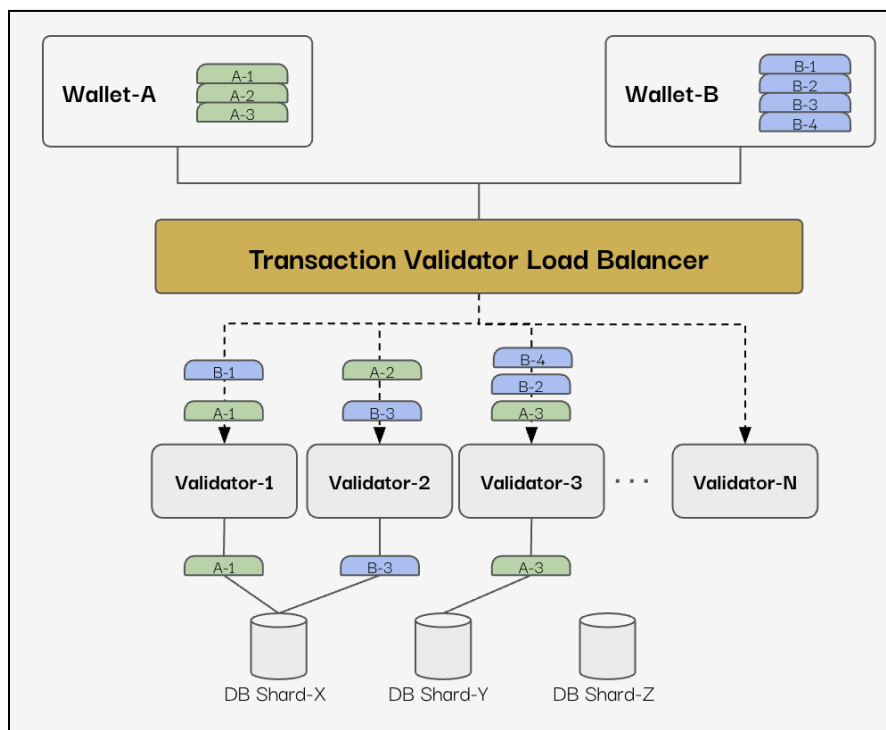 Wallet-A
A-1
A-2
A-3
Wallet-B
B-1
B-2
B-3
B-4
Transaction Validator Load Balancer
B-1
A-1
A-2
B-3
B-4
B-2
A-3
Validator-1
Validator-2
Validator-3
...
Validator-N
A-1
B-3
A-3
DB Shard-X
DB Shard-Y
DB Shard-Z